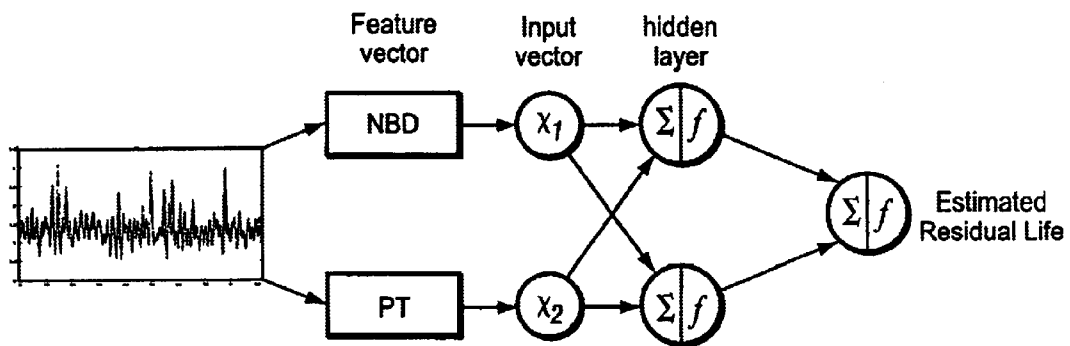 Feature
vector
Input
vector
hidden
layer
NBD
χ1
Σ f
Σ f
Estimated
Residual Life
PT
χ2
Σ f